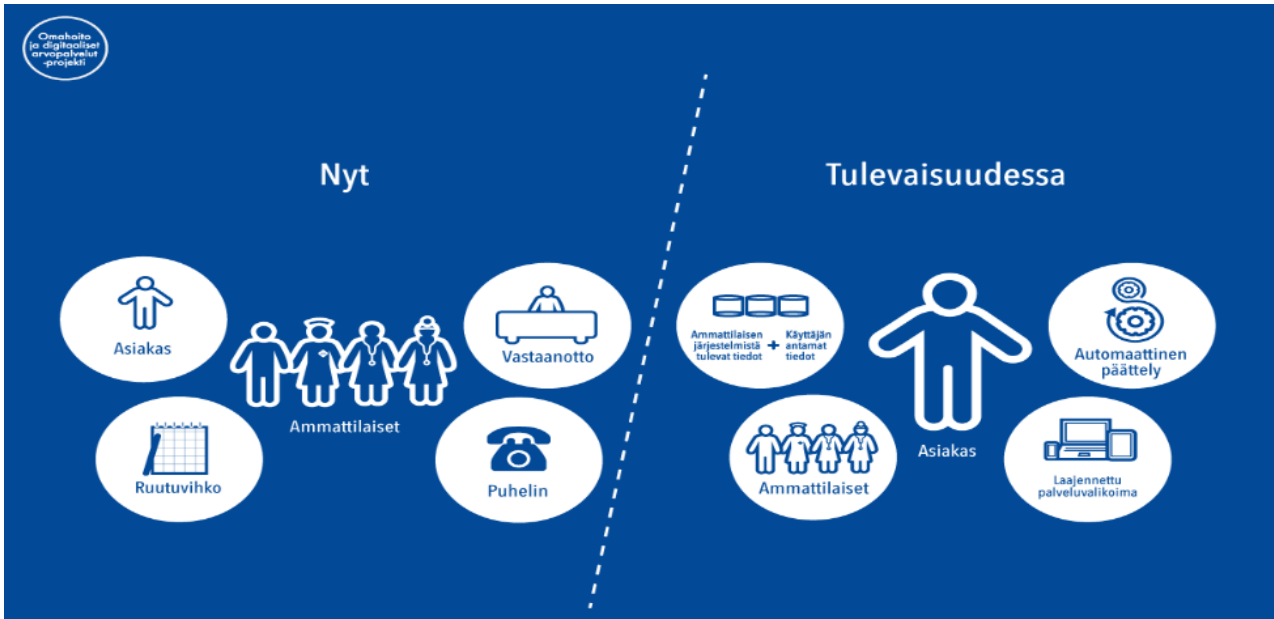 Omahoito
ja digitaaliset
arvopalvelut
-projekti
Nyt
Asiakas
Ruutuvihko
Ammattilaiset
Vastaanotto
Puhelin
Tulevaisuudessa
Ammattilaisen
järjestelmistä
tulevat tiedot
+
Käyttäjän
antamat
tiedot
Ammattilaiset
Asiakas
Automaattinen
päättely
Laajennettu
palveluvalikoima